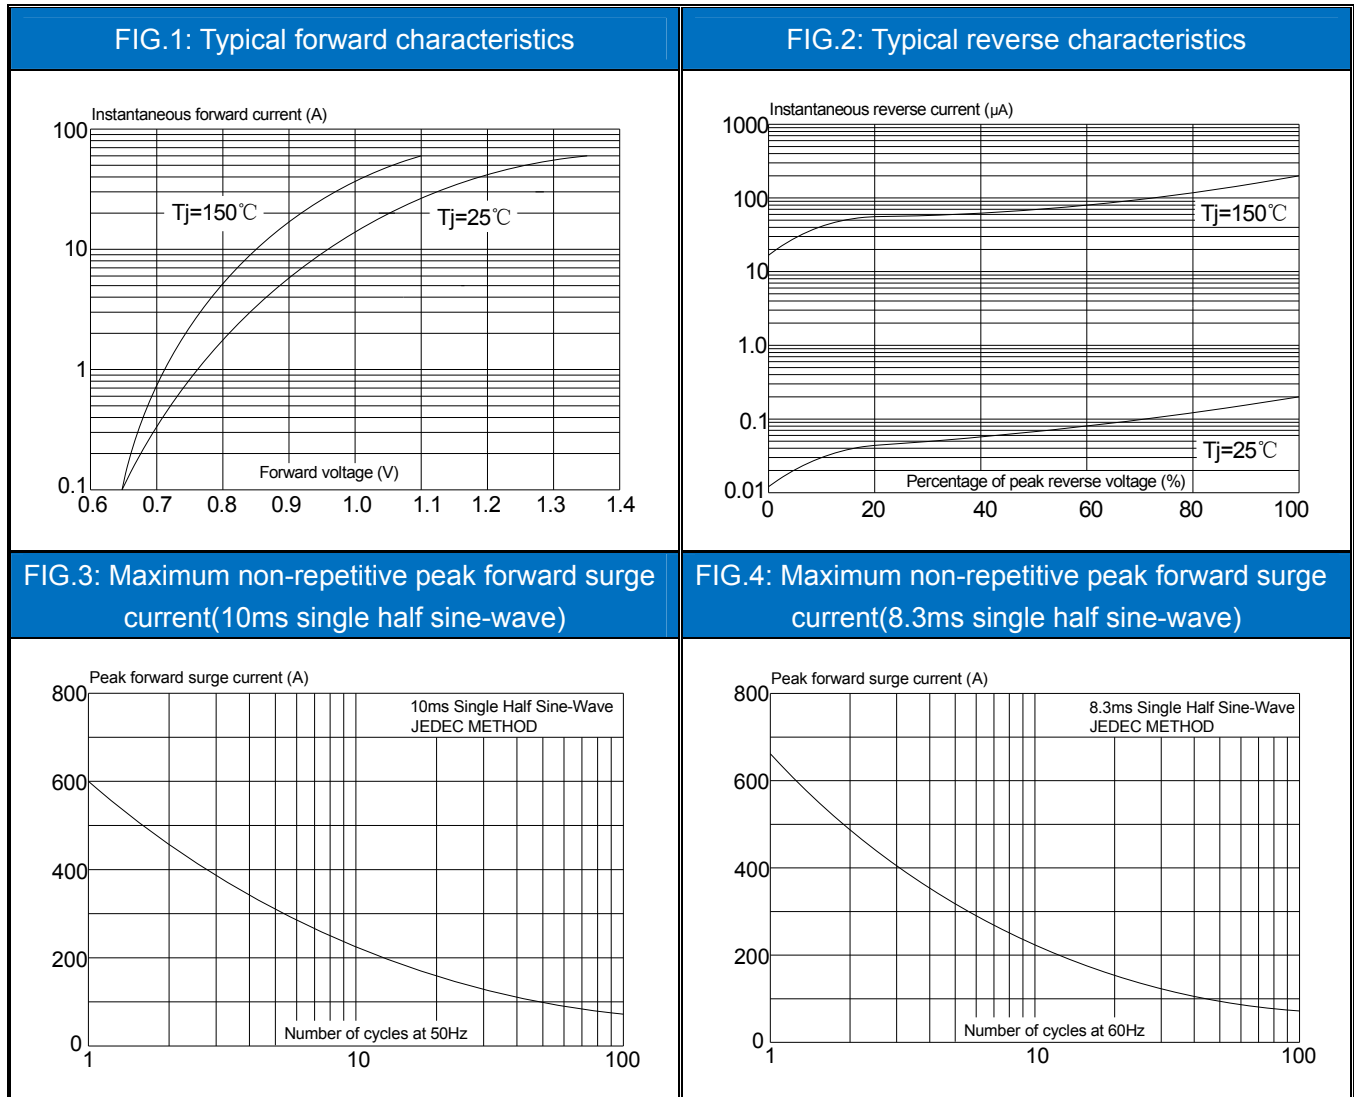 FIG.1: Typical forward characteristics
Instantaneous forward current (A)
100
10
1
0.1
Tj=150℃
Tj=25℃
Forward voltage (V)
0.6 0.7 0.8 0.9 1.0 1.1 1.2 1.3 1.4
FIG.2: Typical reverse characteristics
Instantaneous reverse current (μA)
1000
100
10
1.0
0.1
0.01
Tj=150℃
Tj=25℃
Percentage of peak reverse voltage (%)
0 20 40 60 80 100
FIG.3: Maximum non-repetitive peak forward surge
current(10ms single half sine-wave)
Peak forward surge current (A)
800
600
400
200
0
10ms Single Half Sine-Wave
JEDEC METHOD
Number of cycles at 50Hz
1 10 100
FIG.4: Maximum non-repetitive peak forward surge
current(8.3ms single half sine-wave)
Peak forward surge current (A)
800
600
400
200
0
8.3ms Single Half Sine-Wave
JEDEC METHOD
Number of cycles at 60Hz
1 10 100